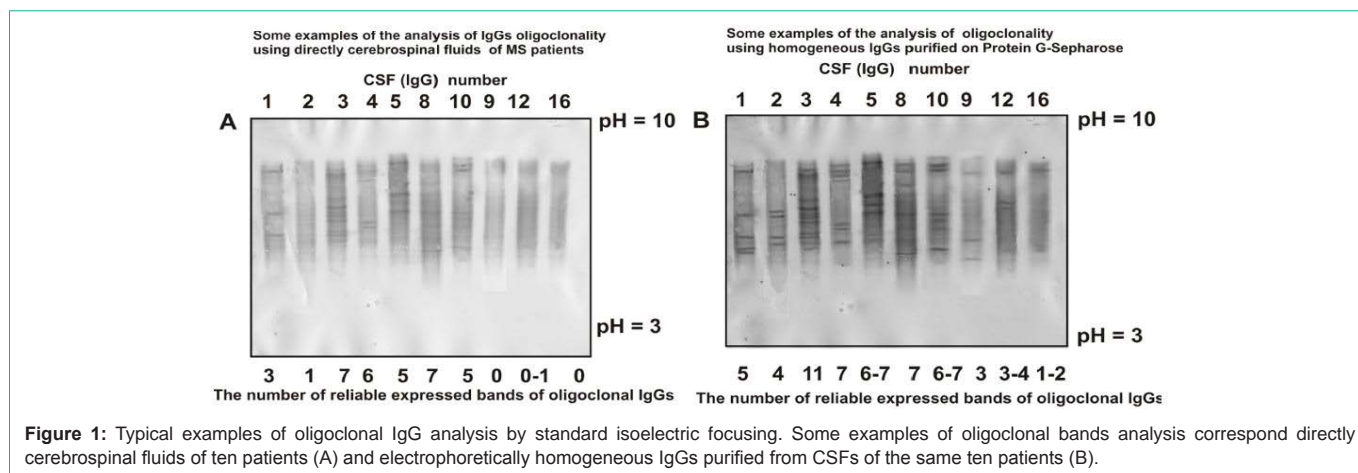 Some examples of the analysis of IgGs oligoclonality
using directly cerebrospinal fluids of MS patients
CSF (IgG) number
1 2 3 4 5 8 10 9 12 16
A
pH = 10
pH = 3
3 1 7 6 5 7 5 0 0-1 0
The number of reliable expressed bands of oligoclonal IgGs
Some examples of the analysis of oligoclonality
using homogeneous IgGs purified on Protein G-Sepharose
CSF (IgG) number
1 2 3 4 5 8 10 9 12 16
B
pH = 10
pH = 3
5 4 11 7 6-7 7 6-7 3 3-4 1-2
The number of reliable expressed bands of oligoclonal IgGs
Figure 1: Typical examples of oligoclonal IgG analysis by standard isoelectric focusing. Some examples of oligoclonal bands analysis correspond directly
cerebrospinal fluids of ten patients (A) and electrophoretically homogeneous IgGs purified from CSFs of the same ten patients (B).